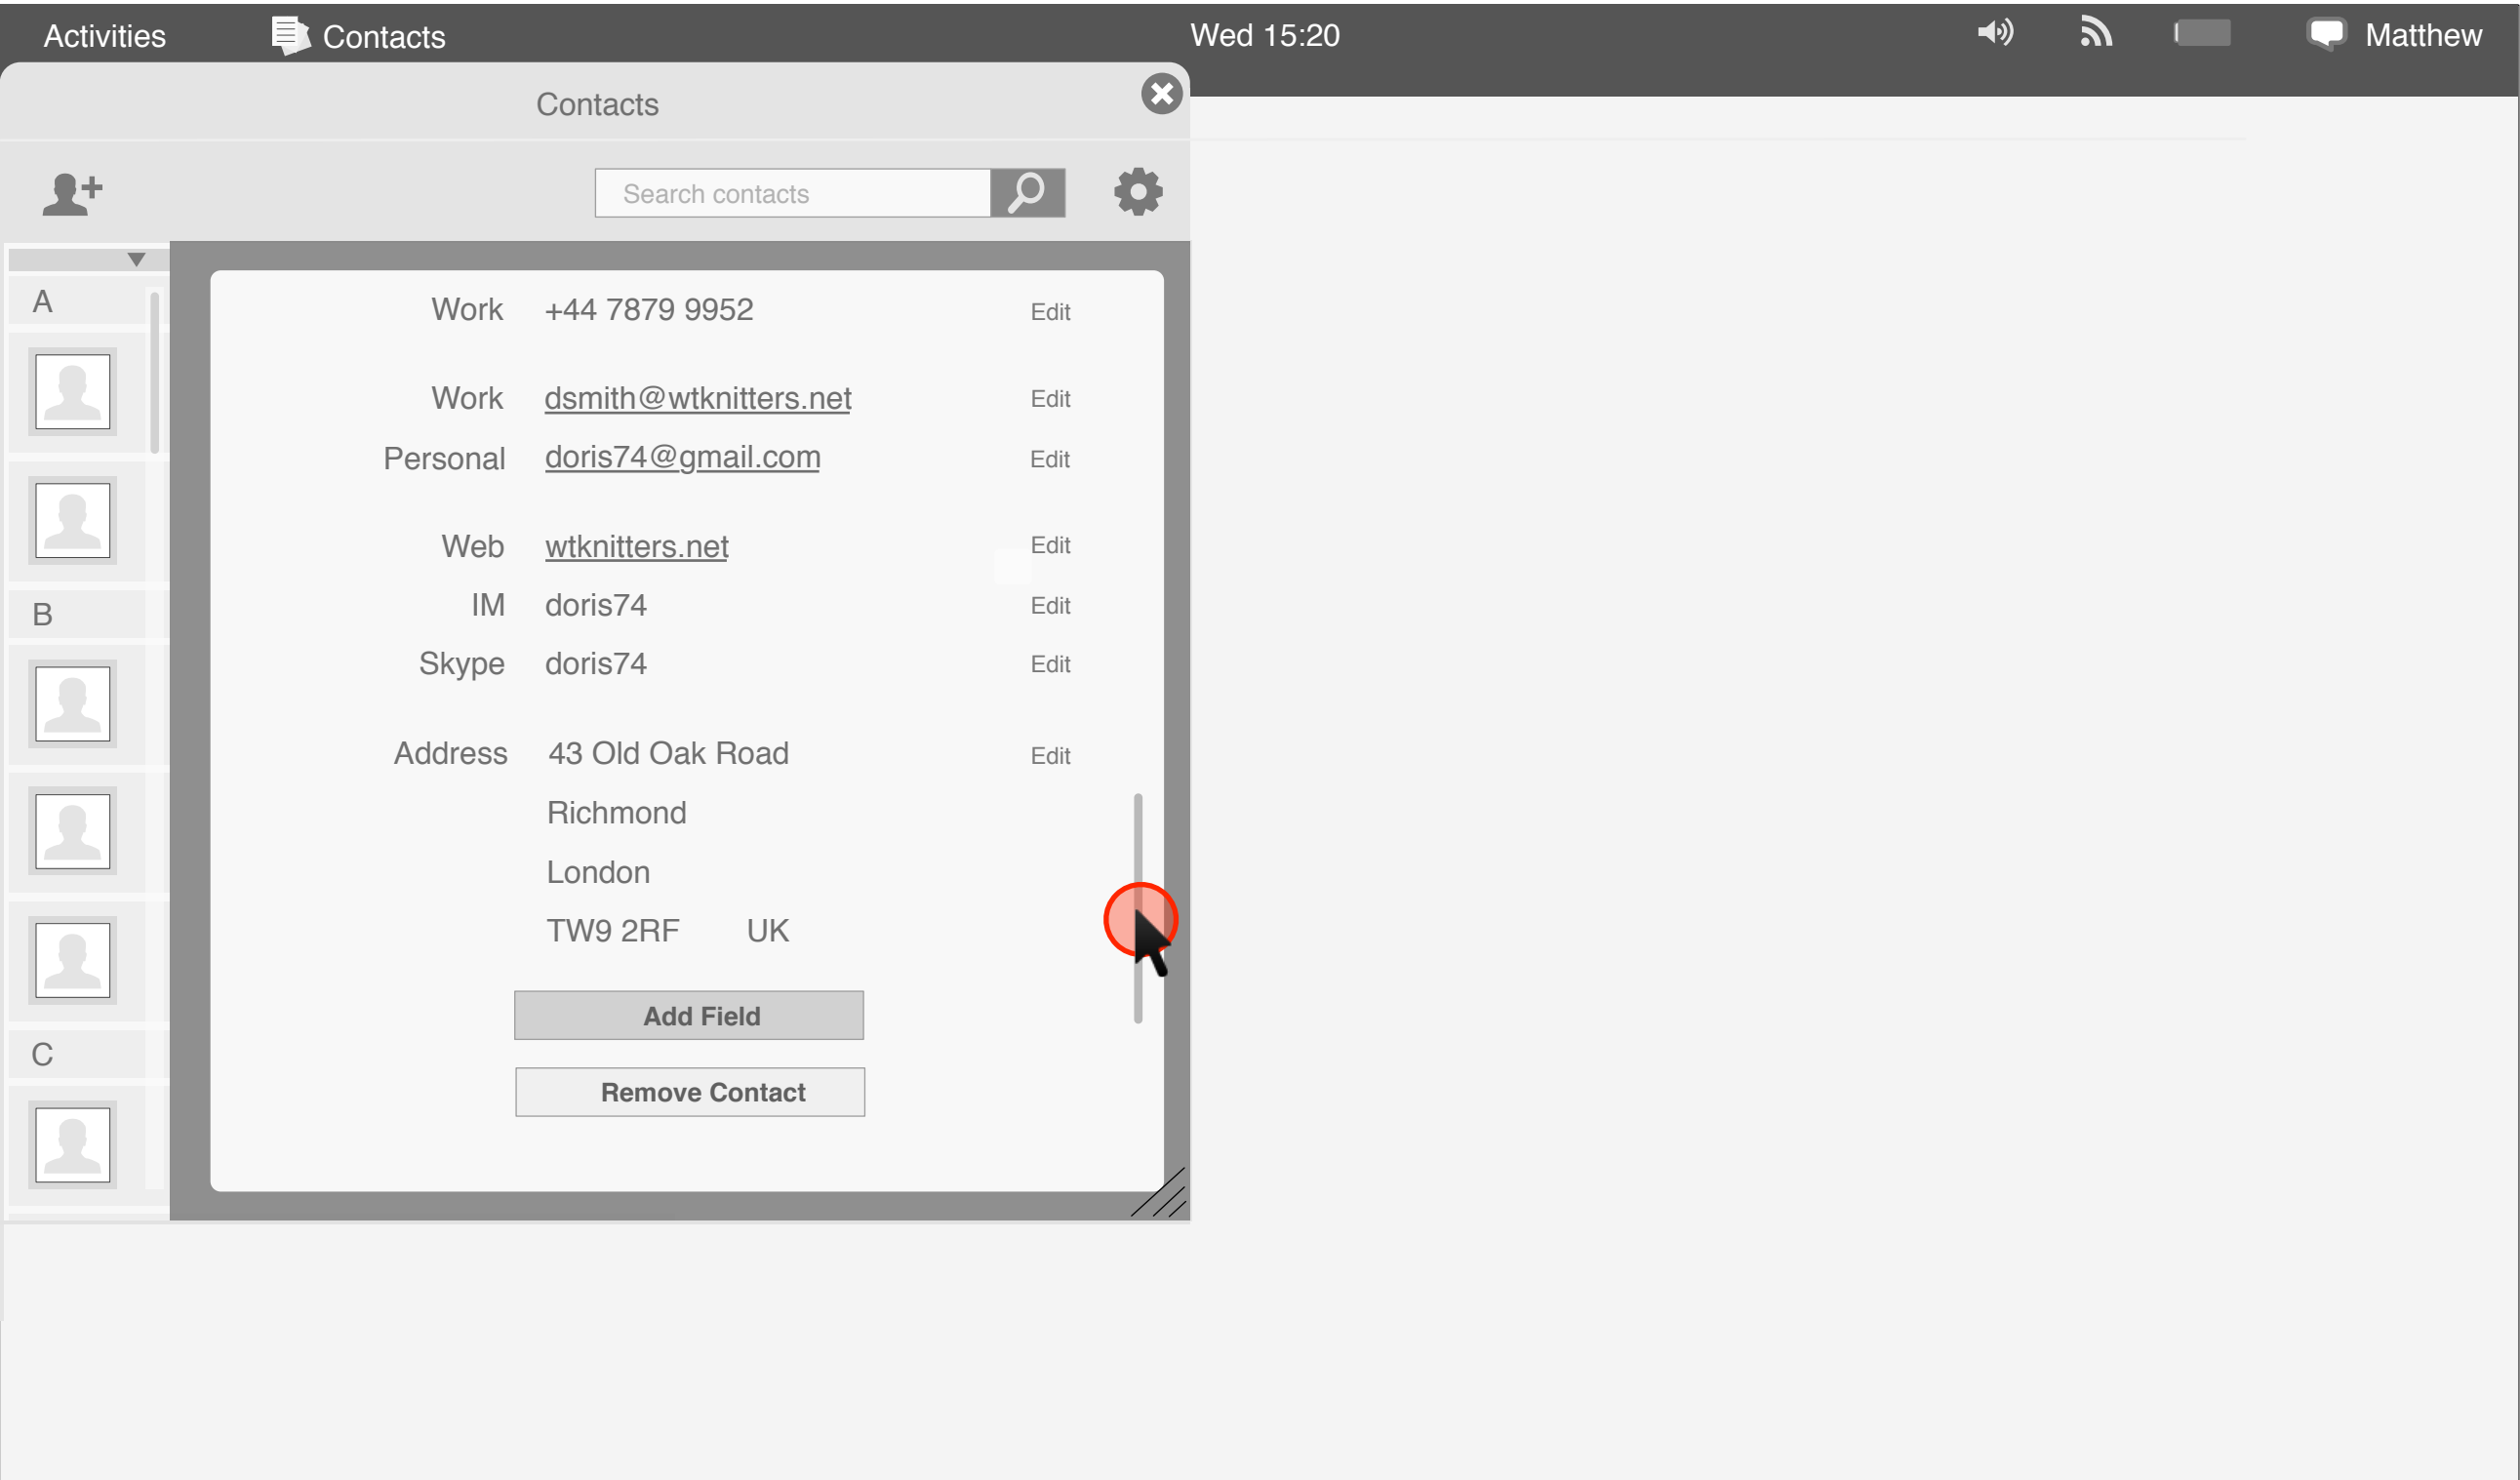 Activities Contacts Wed 15:20 Matthew
Contacts
Search contacts
A
Work +44 7879 9952 Edit
Work dsmith@wtknitters.net Edit
Personal doris74@gmail.com Edit
Web wtknitters.net Edit
IM doris74 Edit
B
Skype doris74 Edit
Address 43 Old Oak Road Edit
Richmond
London
TW9 2RF UK
Add Field
C
Remove Contact